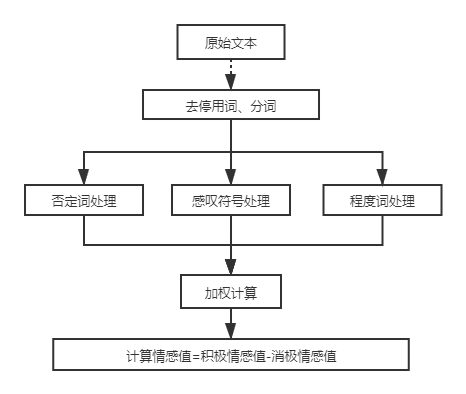 原始文本
去停用词、分词
否定词处理
感叹符号处理
程度词处理
加权计算
计算情感值=积极情感值-消极情感值